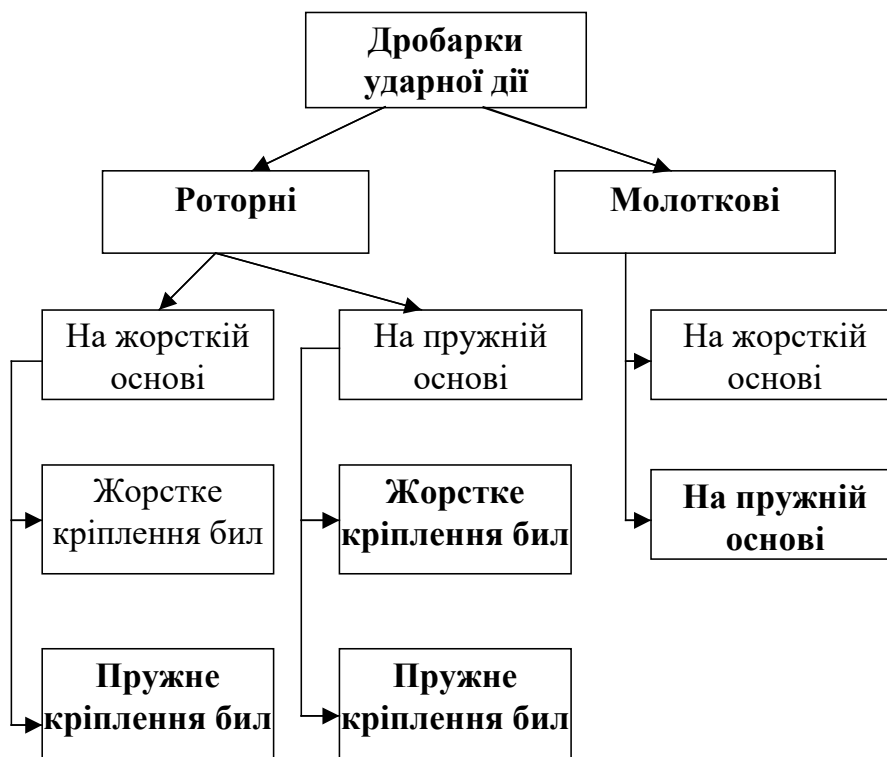 Дробарки
ударної дії
Роторні
Молоткові
На жорсткій
основі
На пружній
основі
На жорсткій
основі
Жорстке
кріплення бил
Жорстке
кріплення бил
На пружній
основі
Пружне
кріплення бил
Пружне
кріплення бил